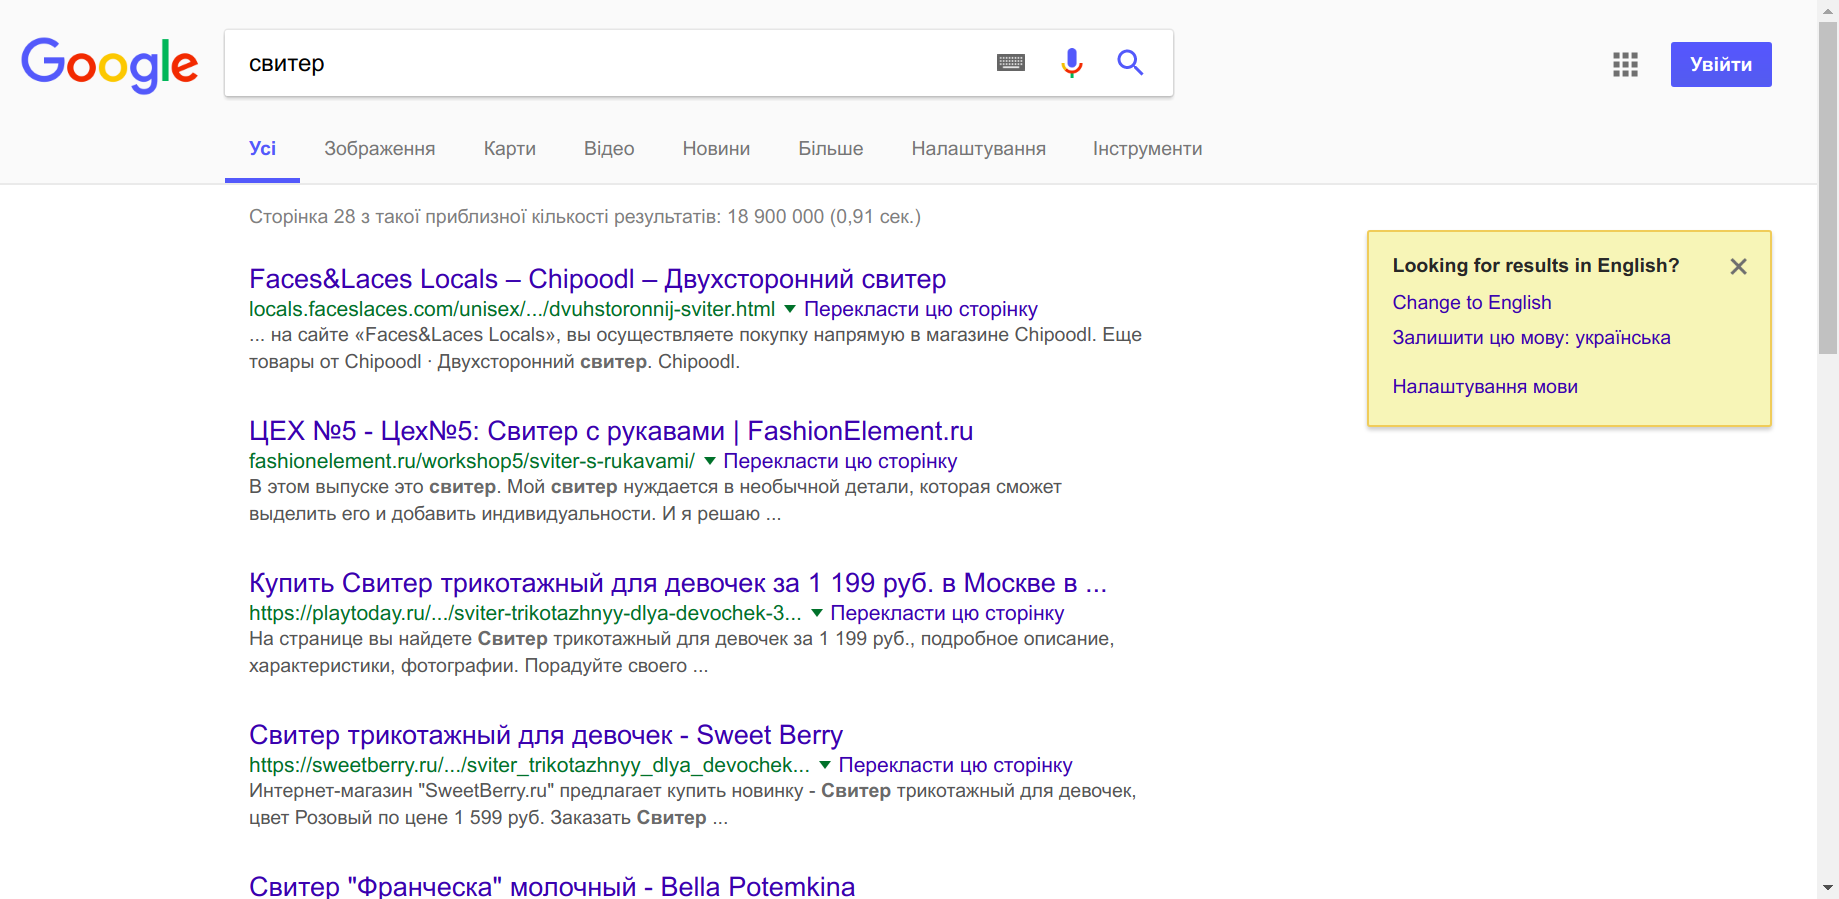 Google
свитер
Увійти
Усі Зображення Карти Відео Новини Більше Налаштування Інструменти
Сторінка 28 з такої приблизної кількості результатів: 18 900 000 (0,91 сек.)
Faces&Laces Locals – Chipoodl – Двухсторонний свитер
locals.faceslaces.com/unisex/.../dvuhstoronnij-sviter.html Перекласти цю сторінку
... на сайте «Faces&Laces Locals», вы осуществляете покупку напрямую в магазине Chipoodl. Еще
товары от Chipoodl · Двухсторонний свитер. Chipoodl.
ЦЕХ №5 - Цех№5: Свитер с рукавами | FashionElement.ru
fashionelement.ru/workshop5/sviter-s-rukavami/ Перекласти цю сторінку
В этом выпуске это свитер. Мой свитер нуждается в необычной детали, которая сможет
выделить его и добавить индивидуальности. И я решаю ...
Купить Свитер трикотажный для девочек за 1 199 руб. в Москве в ...
https://playtoday.ru/.../sviter-trikotazhnyy-dlya-devochek-3... Перекласти цю сторінку
На странице вы найдете Свитер трикотажный для девочек за 1 199 руб., подробное описание,
характеристики, фотографии. Порадуйте своего ...
Свитер трикотажный для девочек - Sweet Berry
https://sweetberry.ru/.../sviter_trikotazhnyy_dlya_devochek... Перекласти цю сторінку
Интернет-магазин "SweetBerry.ru" предлагает купить новинку - Свитер трикотажный для девочек,
цвет Розовый по цене 1 599 руб. Заказать Свитер ...
Свитер "Франческа" молочный - Bella Potemkina
Looking for results in English?
Change to English
Залишити цю мову: українська
Налаштування мови